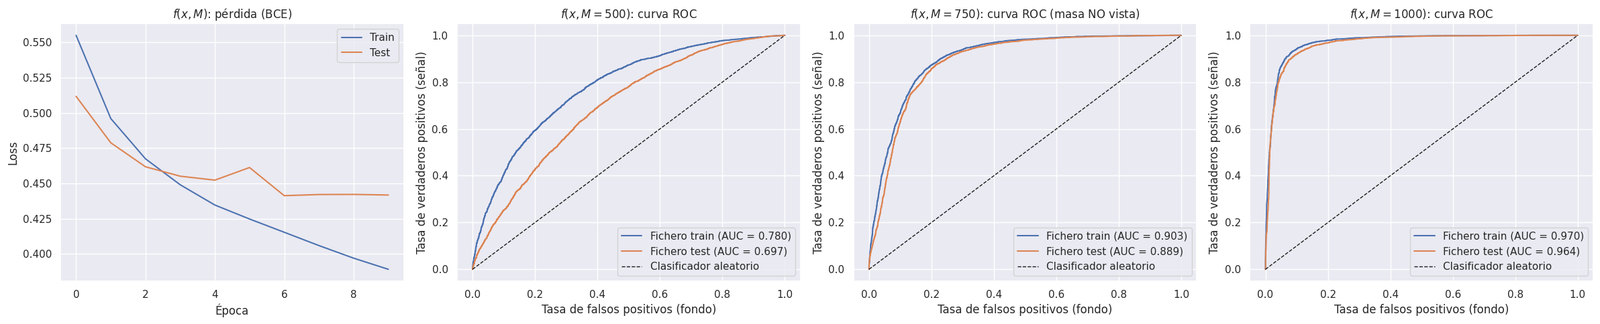 f(x, M): pérdida (BCE)
Loss
0.550
0.525
0.500
0.475
0.450
0.425
0.400
Train
Test
0 2 4 6 8
Época
f(x, M = 500): curva ROC
Tasa de verdaderos positivos (señal)
1.0
0.8
0.6
0.4
0.2
0.0
Fichero train (AUC = 0.780)
Fichero test (AUC = 0.697)
Clasificador aleatorio
0.0 0.2 0.4 0.6 0.8 1.0
Tasa de falsos positivos (fondo)
f(x, M = 750): curva ROC (masa NO vista)
Tasa de verdaderos positivos (señal)
1.0
0.8
0.6
0.4
0.2
0.0
Fichero train (AUC = 0.903)
Fichero test (AUC = 0.889)
Clasificador aleatorio
0.0 0.2 0.4 0.6 0.8 1.0
Tasa de falsos positivos (fondo)
f(x, M = 1000): curva ROC
Tasa de verdaderos positivos (señal)
1.0
0.8
0.6
0.4
0.2
0.0
Fichero train (AUC = 0.970)
Fichero test (AUC = 0.964)
Clasificador aleatorio
0.0 0.2 0.4 0.6 0.8 1.0
Tasa de falsos positivos (fondo)